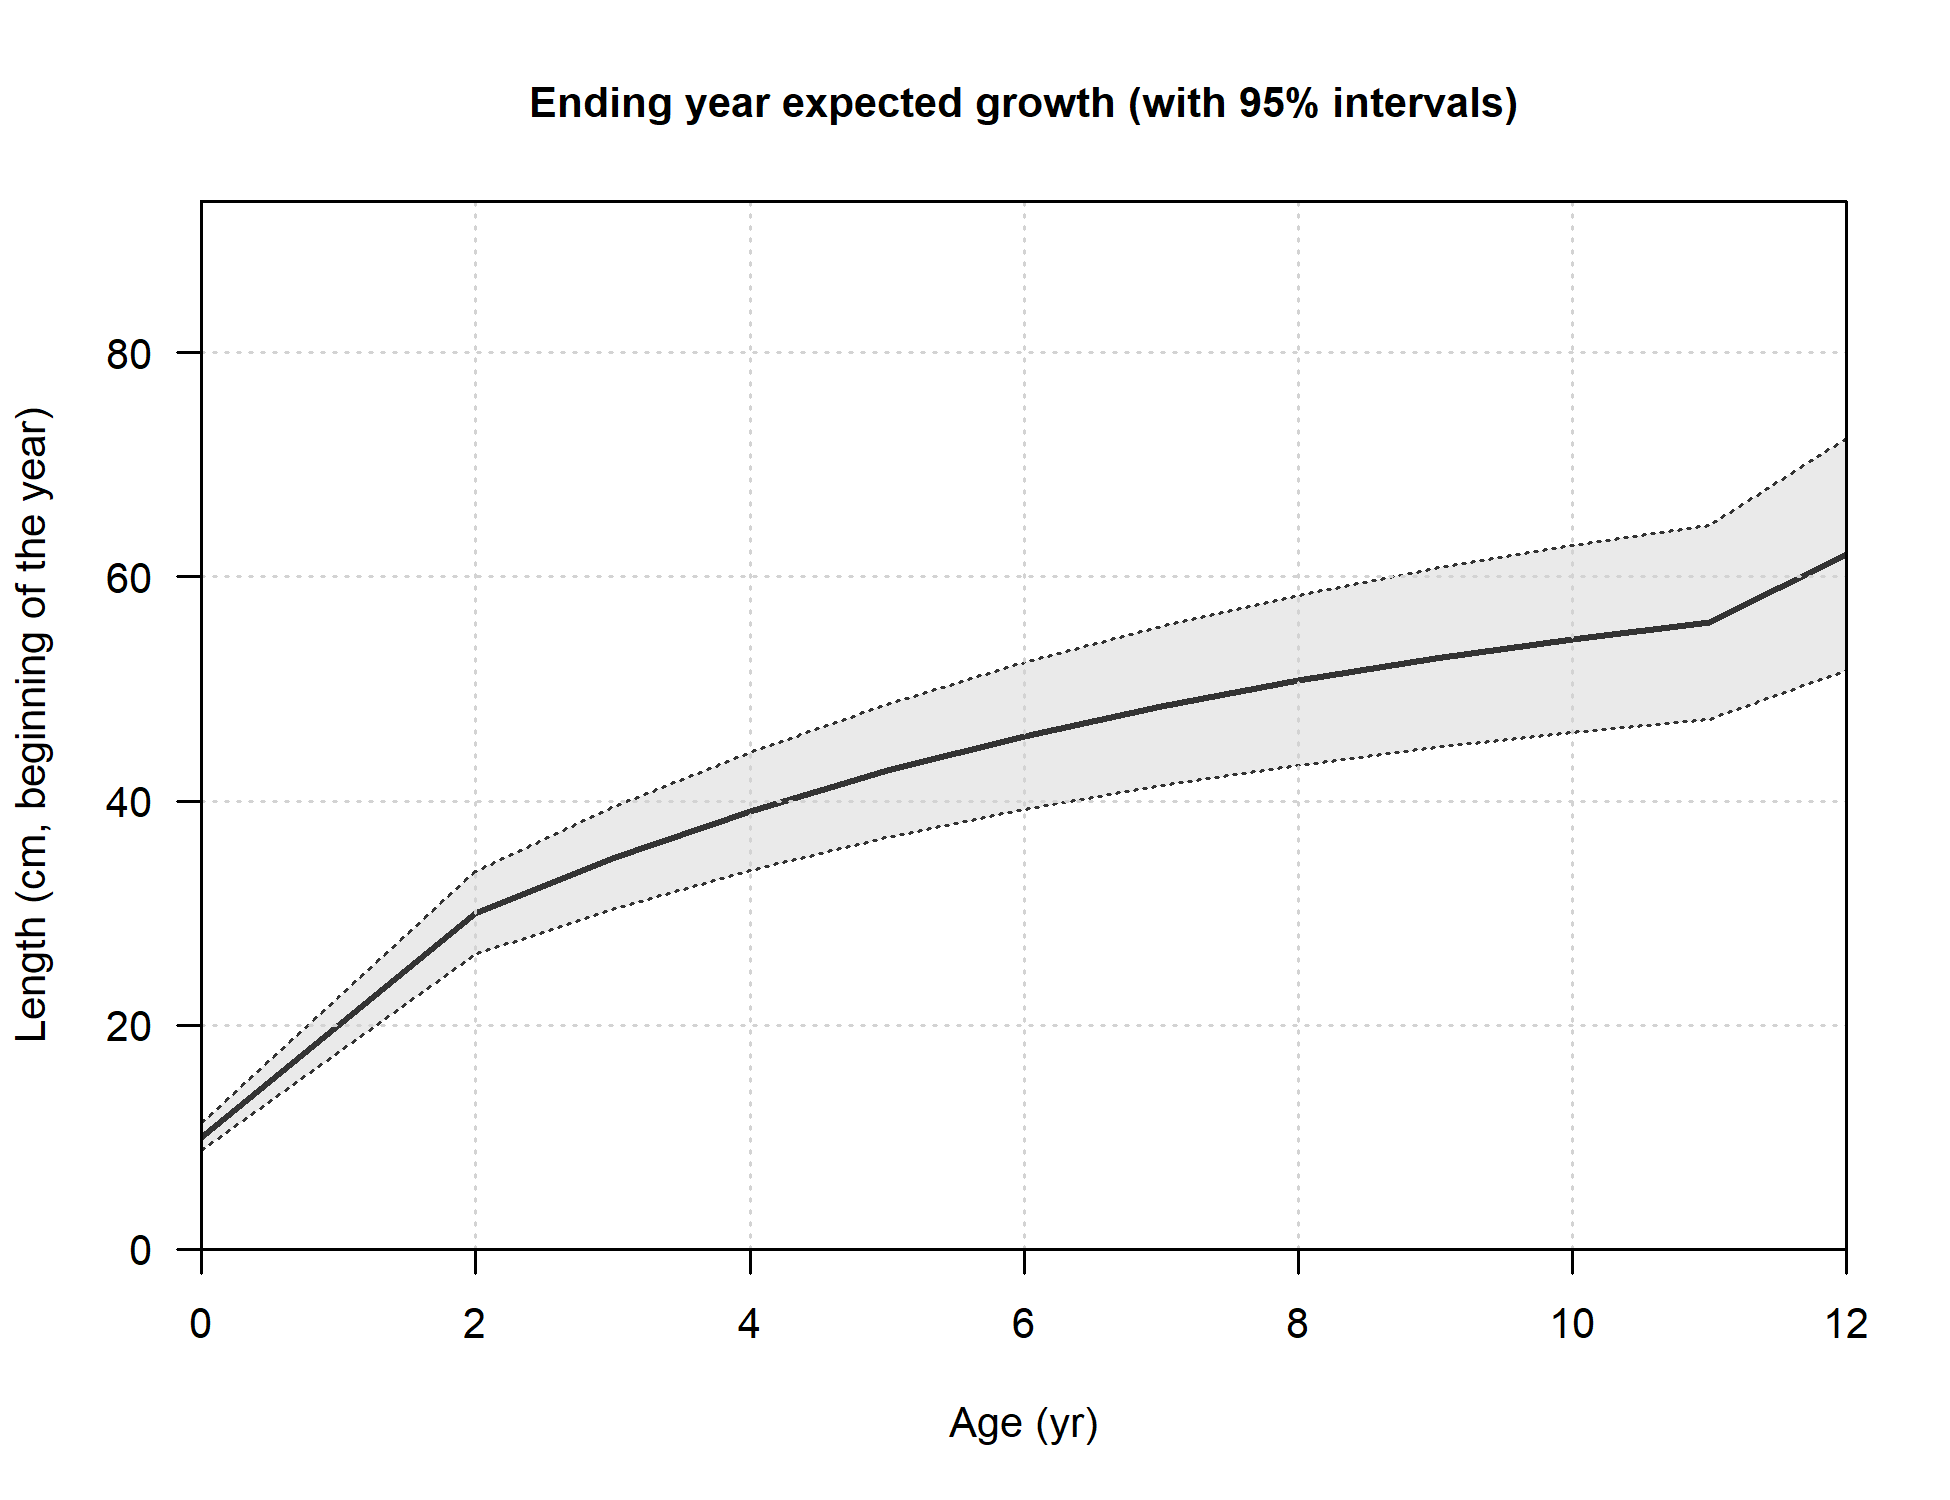 Ending year expected growth (with 95% intervals)
Length (cm, beginning of the year)
80
60
40
20
0
0 2 4 6 8 10 12
Age (yr)